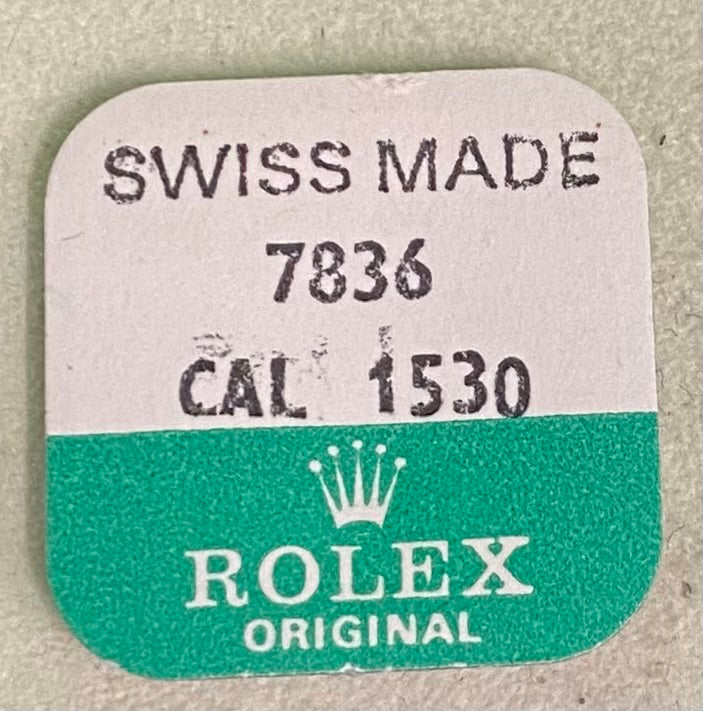 SWISS MADE
7836
CAL 1530
ROLEX
ORIGINAL